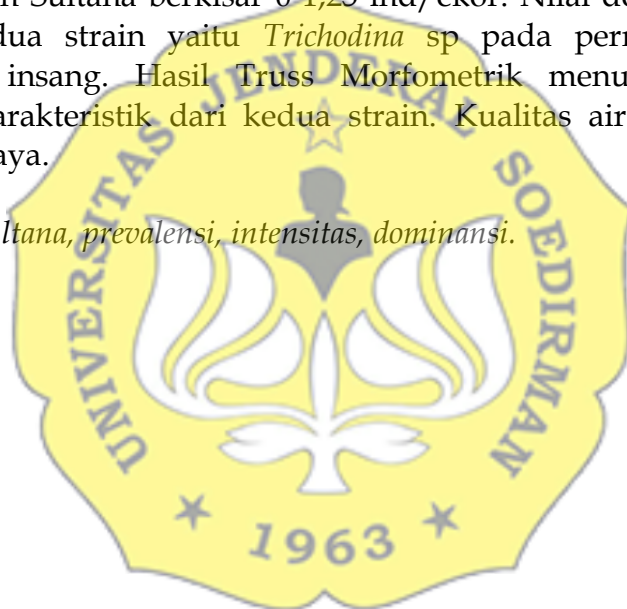 n Sultana berkisar 0-1,25 ind/ekor. Nilai do
dua strain yaitu Trichodina sp pada perm
insang. Hasil Truss Morfometrik menu
arakteristik dari kedua strain. Kualitas air
aya.
ltana, prevalensi, intensitas, dominansi.
UNIVERSITAS JENDERAL SOEDIRMAN
★ 1963 ★